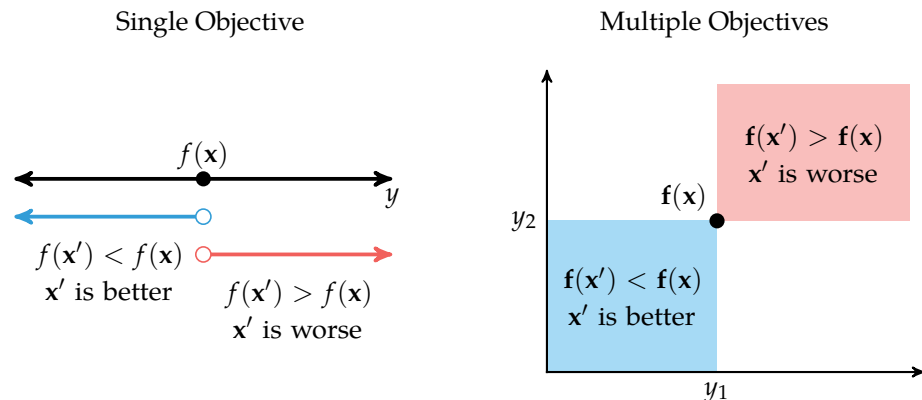 Single Objective
f(x)
y
f(x′) < f(x)
x′ is better
f(x′) > f(x)
x′ is worse
Multiple Objectives
f(x′) > f(x)
x′ is worse
f(x)
y₂
f(x′) < f(x)
x′ is better
y₁